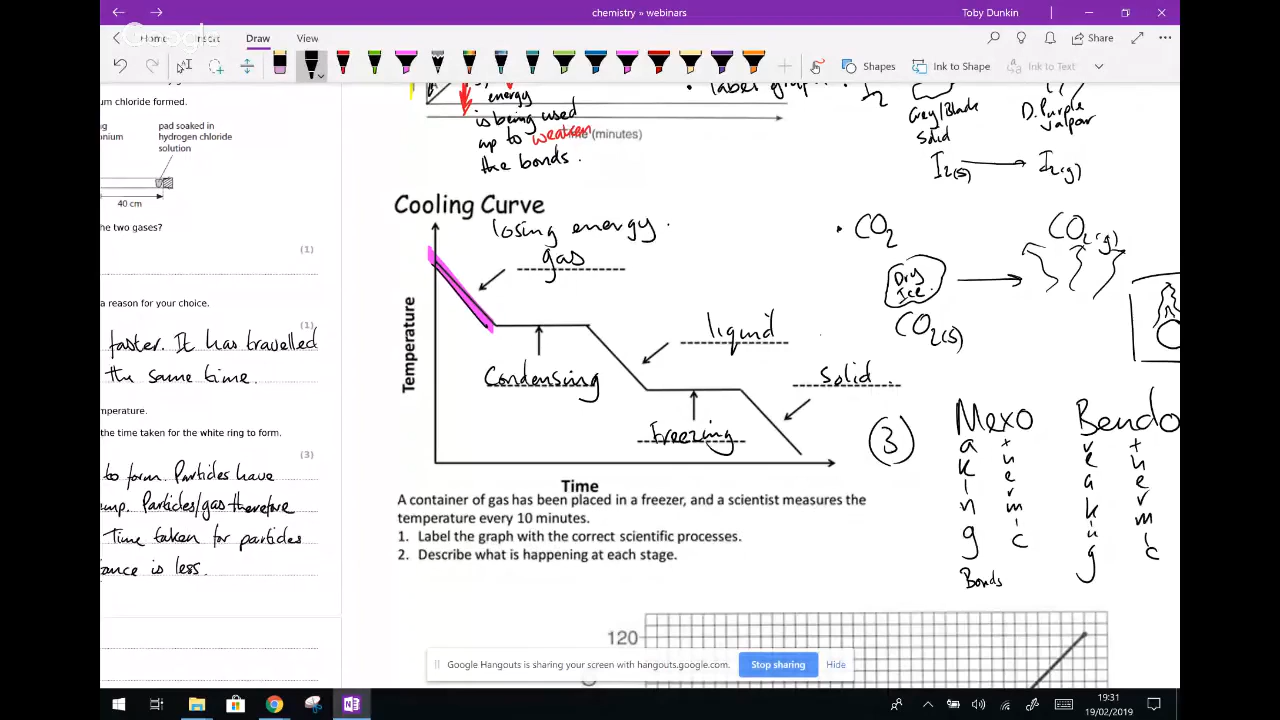 chemistry » webinars
Toby Dunkin
Google
Home
Insert
Draw
View
Share
Shapes
Ink to Shape
Ink to Text
um chloride formed.
pad soaked in
hydrogen chloride
solution
onium
40 cm
he two gases?
(1)
a reason for your choice.
(1)
faster. It has travelled
the same time.
mperature.
the time taken for the white ring to form.
(3)
to form. Particles have
Particles/gas therefore
Time taken for particles
ance is less.
energy
is being used
up to weaken
the bonds.
(minutes)
label graph
I2
Grey/Black
solid
D. Purple
vapour
I2(s)
I2(g)
Cooling Curve
losing energy.
gas
Condensing
liquid
Freezing
solid
Temperature
Time
A container of gas has been placed in a freezer, and a scientist measures the
temperature every 10 minutes.
1. Label the graph with the correct scientific processes.
2. Describe what is happening at each stage.
• CO2
CO2(g)
Dry
Ice
CO2(s)
3
Mexo
Bendo
aking
thermic
Bonds
reaking
thermic
120
Google Hangouts is sharing your screen with hangouts.google.com.
Stop sharing
Hide
19:31
19/02/2019